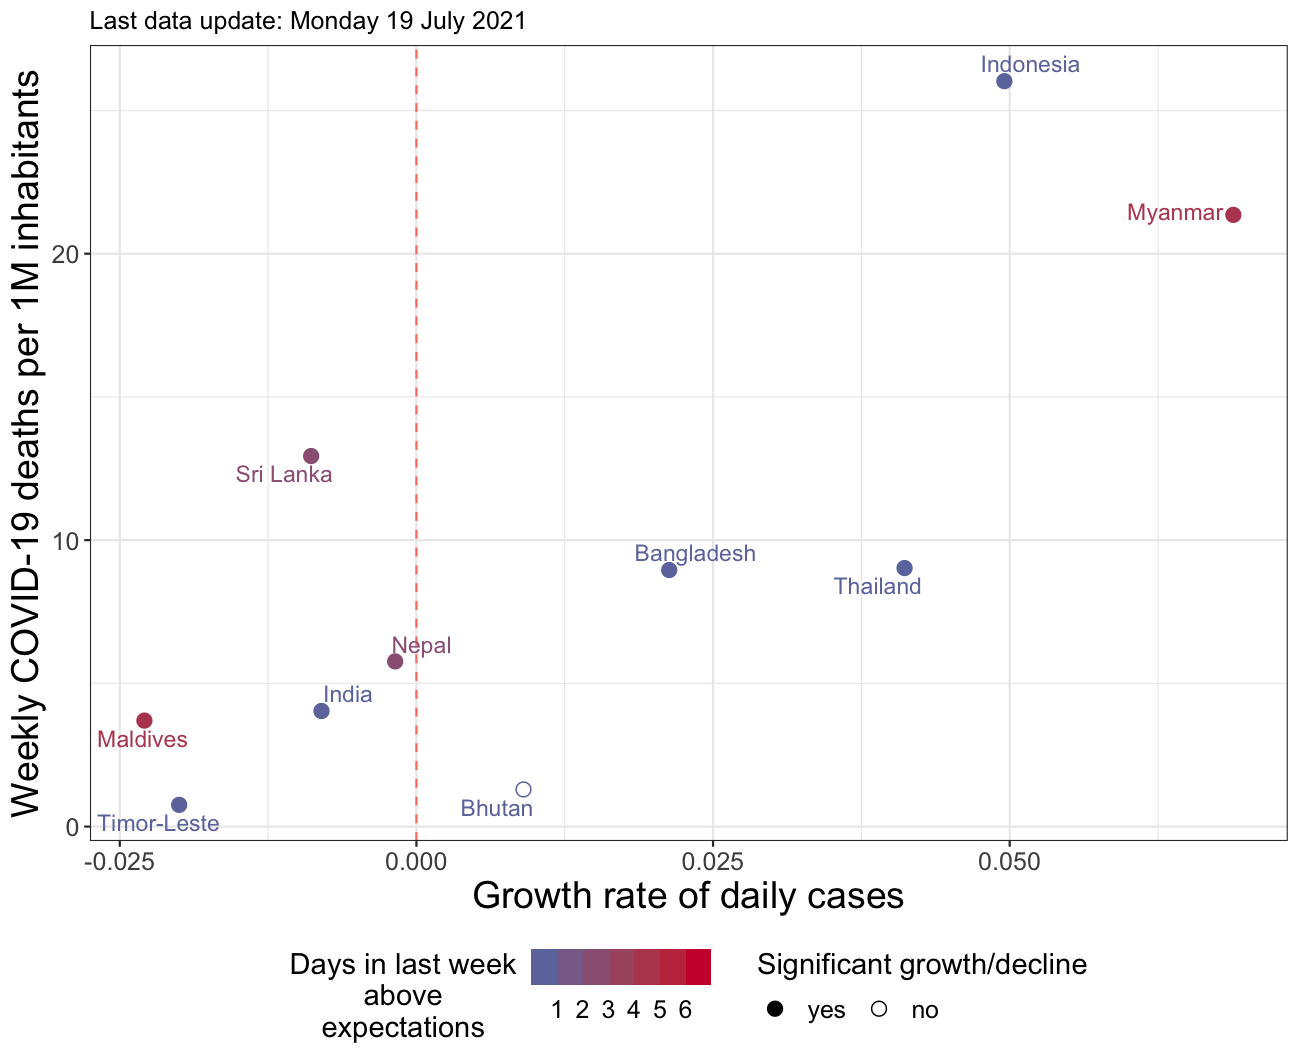 Last data update: Monday 19 July 2021
Weekly COVID-19 deaths per 1M inhabitants
20
10
0
Indonesia
Myanmar
Sri Lanka
Bangladesh
Thailand
Nepal
India
Maldives
Bhutan
Timor-Leste
-0.025 0.000 0.025 0.050
Growth rate of daily cases
Days in last week
above
expectations
1 2 3 4 5 6
Significant growth/decline
yes no